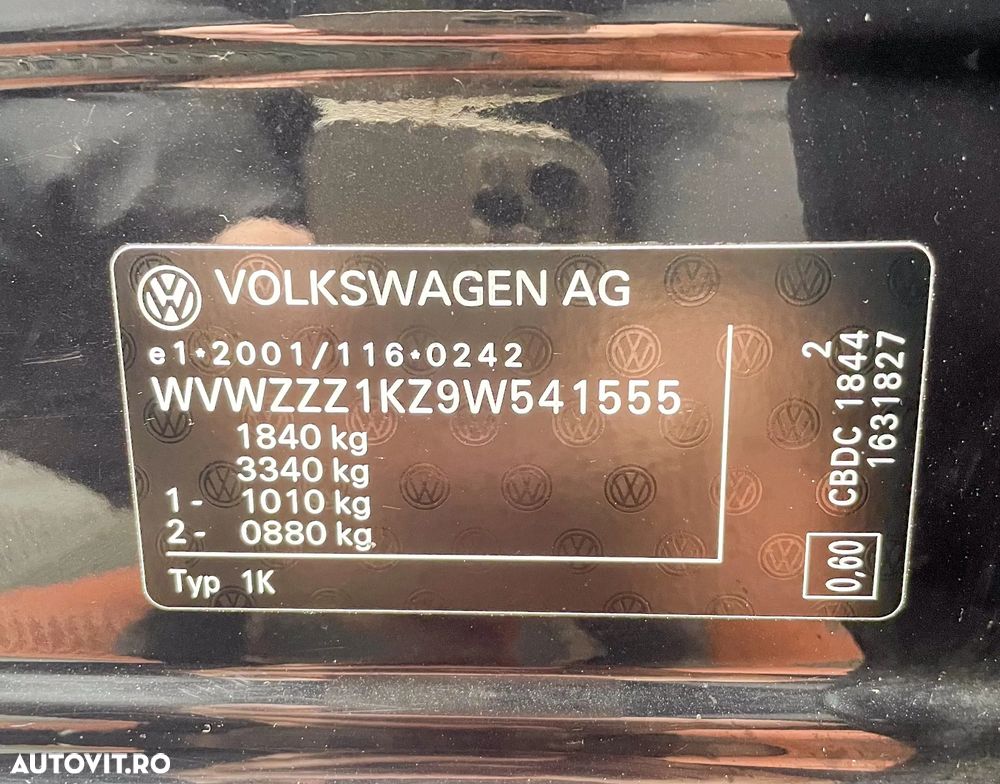 VOLKSWAGEN AG
e1*2001/116*0242
WVWZZZ1KZ9W541555
1840 kg
3340 kg
1- 1010 kg
2- 0880 kg
Typ 1K
2
CBDC 1844
1631827
0,60
AUTOVIT.RO